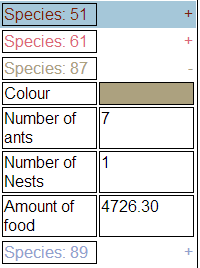 Species: 51 +
Species: 61 +
Species: 87 -
Colour
Number of 7
ants
Number of 1
Nests
Amount of 4726.30
food
Species: 89 +